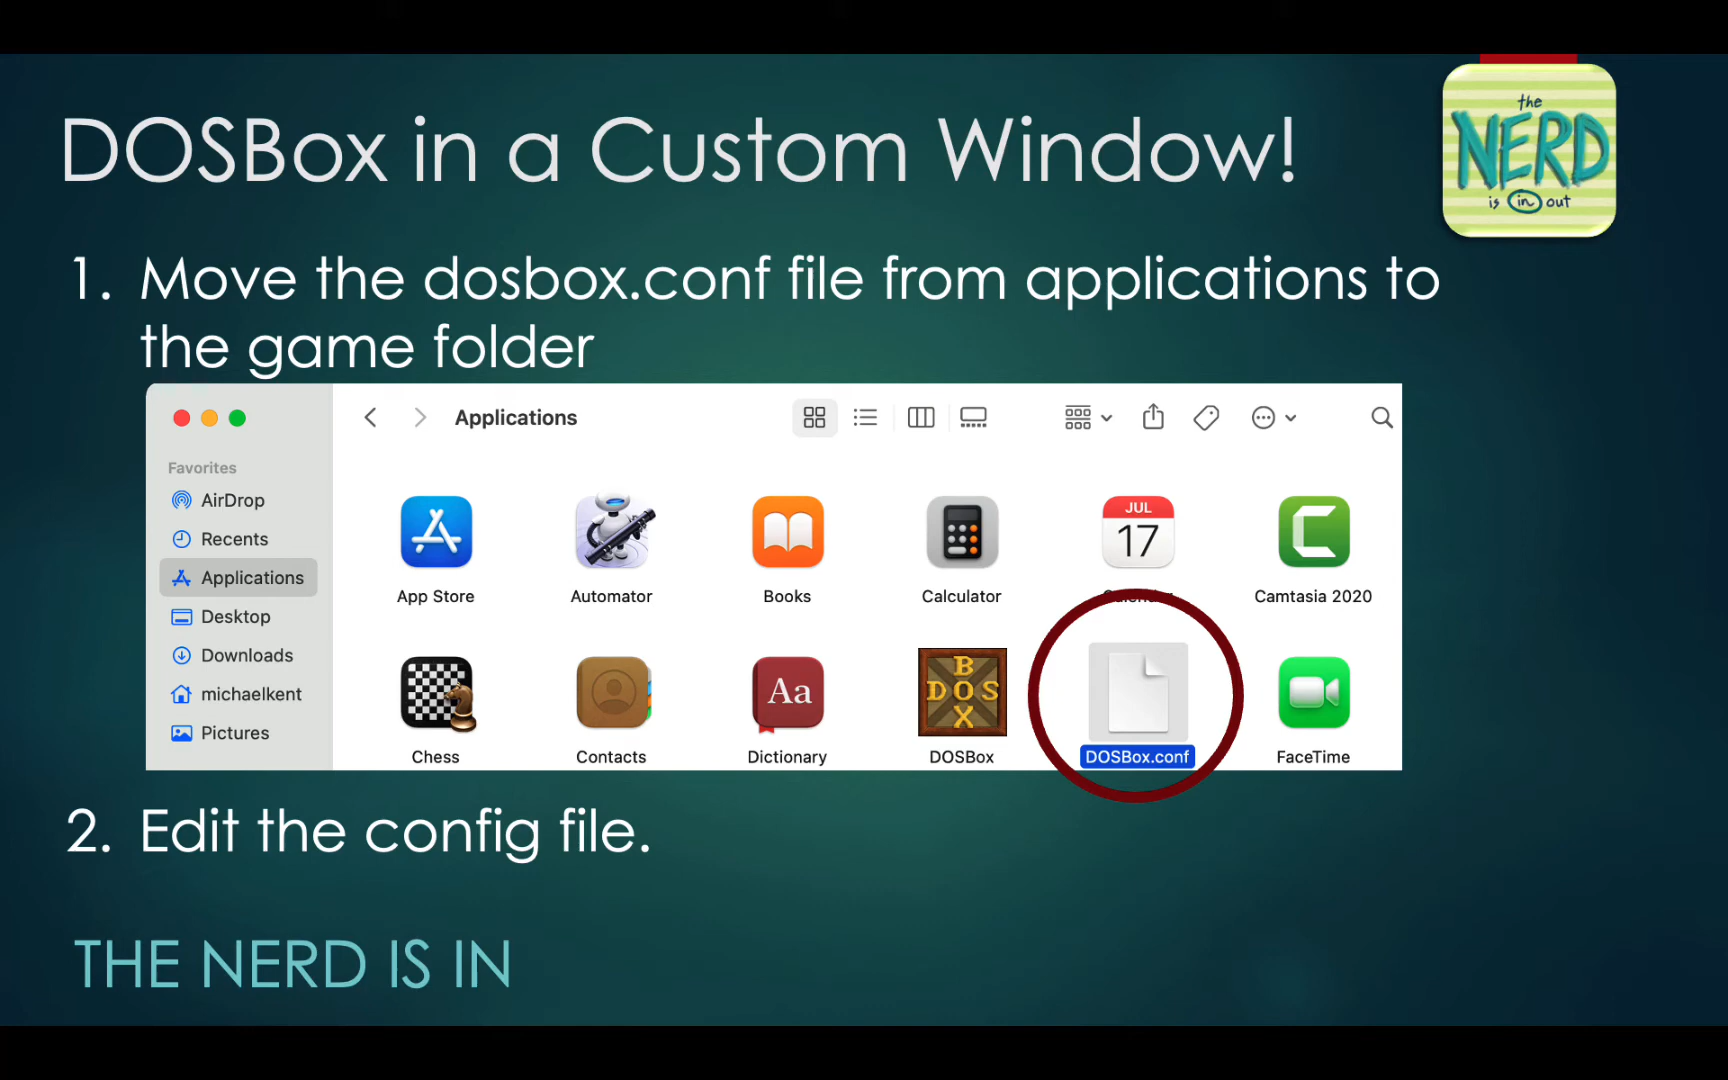 DOSBox in a Custom Window!
the
NERD
is in out
1. Move the dosbox.conf file from applications to
the game folder
Applications
Favorites
AirDrop
Recents
Applications
Desktop
Downloads
michaelkent
Pictures
JUL
17
App Store
Automator
Books
Calculator
Calendar
Camtasia 2020
Aa
B
DOS
X
Chess
Contacts
Dictionary
DOSBox
DOSBox.conf
FaceTime
2. Edit the config file.
THE NERD IS IN